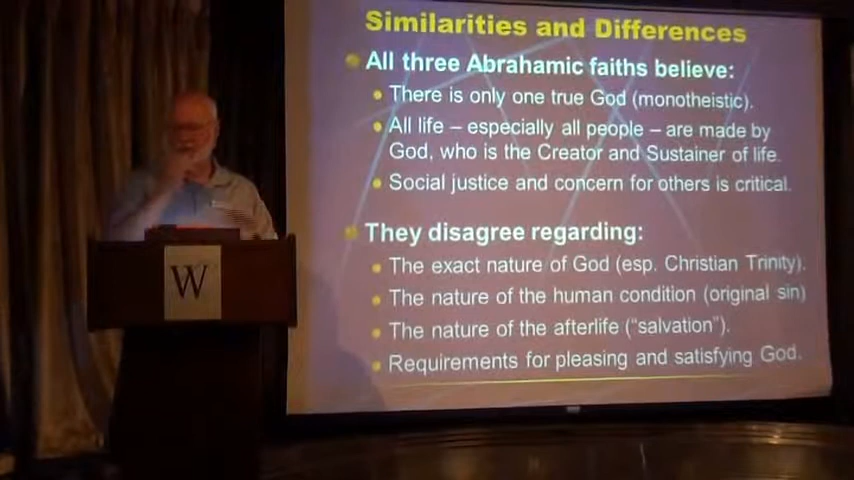 Similarities and Differences
All three Abrahamic faiths believe:
There is only one true God (monotheistic).
All life – especially all people – are made by
God, who is the Creator and Sustainer of life.
Social justice and concern for others is critical.
They disagree regarding:
The exact nature of God (esp. Christian Trinity).
The nature of the human condition (original sin)
The nature of the afterlife (“salvation”).
Requirements for pleasing and satisfying God.
W